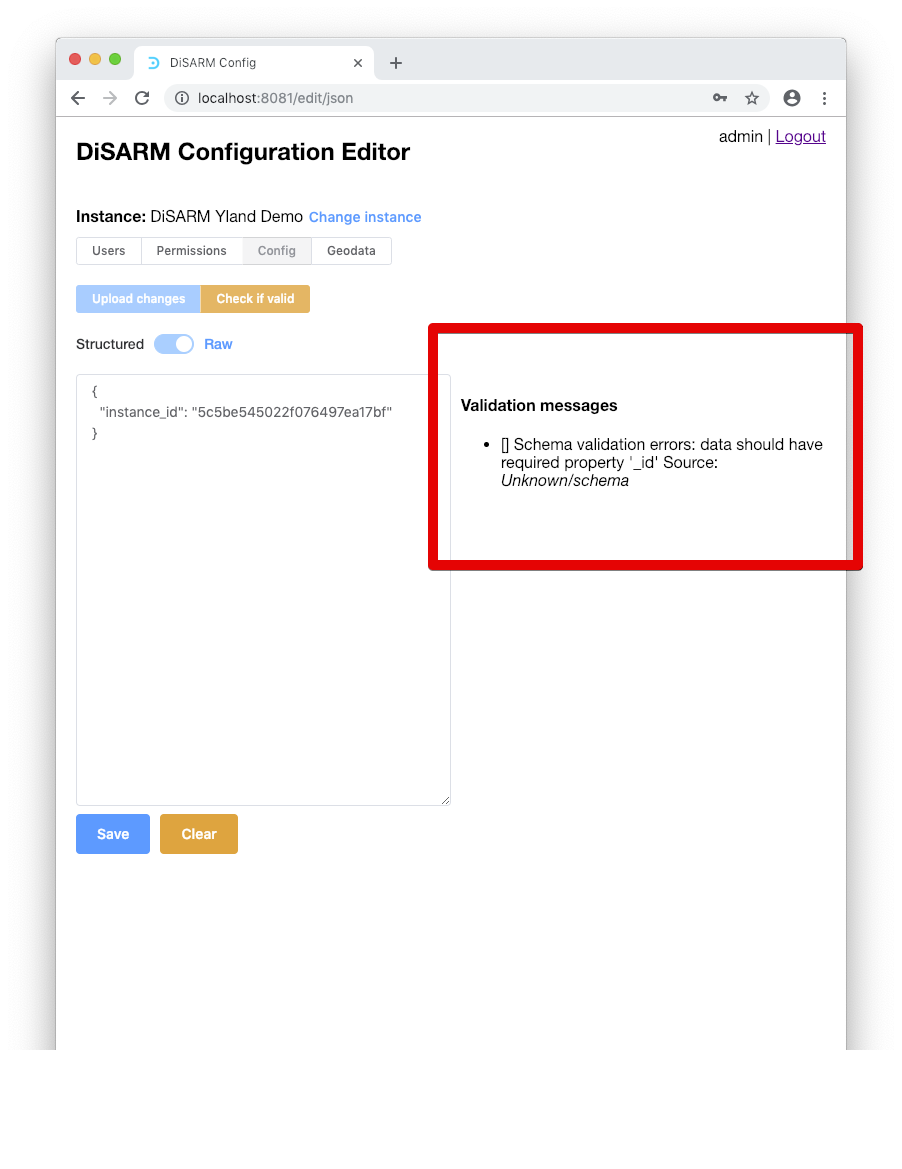 DiSARM Config
localhost:8081/edit/json
admin | Logout
DiSARM Configuration Editor
Instance: DiSARM Yland Demo Change instance
Users Permissions Config Geodata
Upload changes Check if valid
Structured Raw
{
"instance_id": "5c5be545022f076497ea17bf"
}
Validation messages
• [] Schema validation errors: data should have
required property '_id' Source:
Unknown/schema
Save Clear